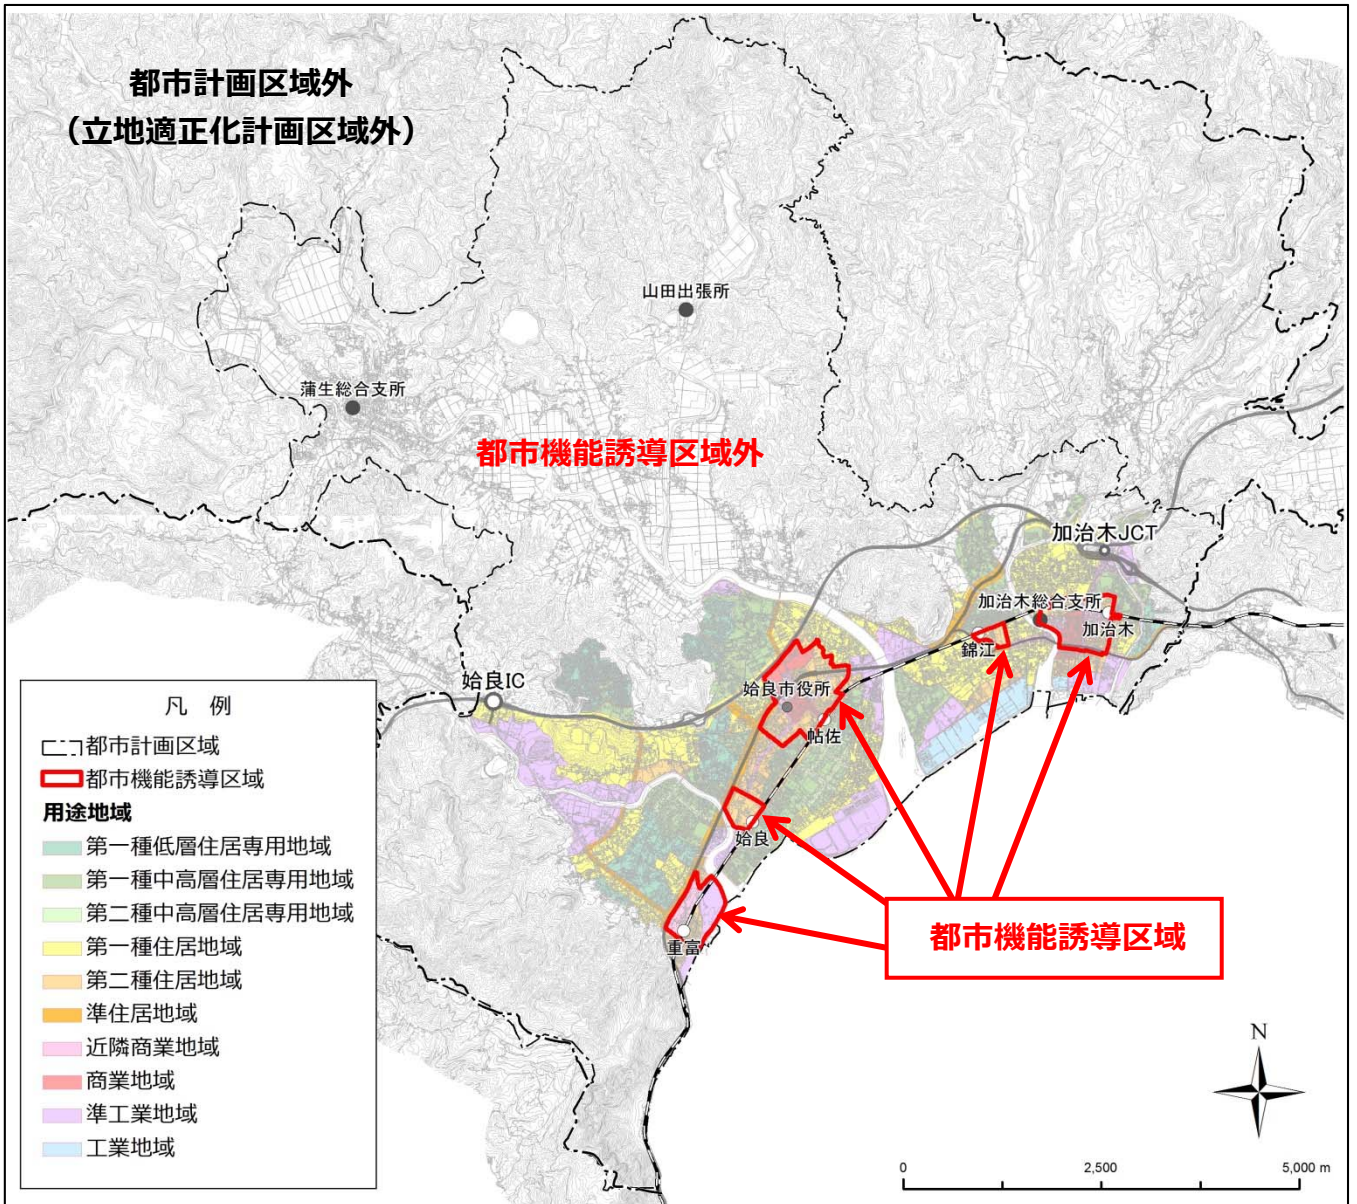 都市計画区域外
（立地適正化計画区域外）
山田出張所
蒲生総合支所
都市機能誘導区域外
加治木JCT
加治木総合支所
加治木
錦江
姶良IC
姶良市役所
帖佐
姶良
重富
都市機能誘導区域
凡 例
都市計画区域
都市機能誘導区域
用途地域
第一種低層住居専用地域
第一種中高層住居専用地域
第二種中高層住居専用地域
第一種住居地域
第二種住居地域
準住居地域
近隣商業地域
商業地域
準工業地域
工業地域
N
0 2,500 5,000 m